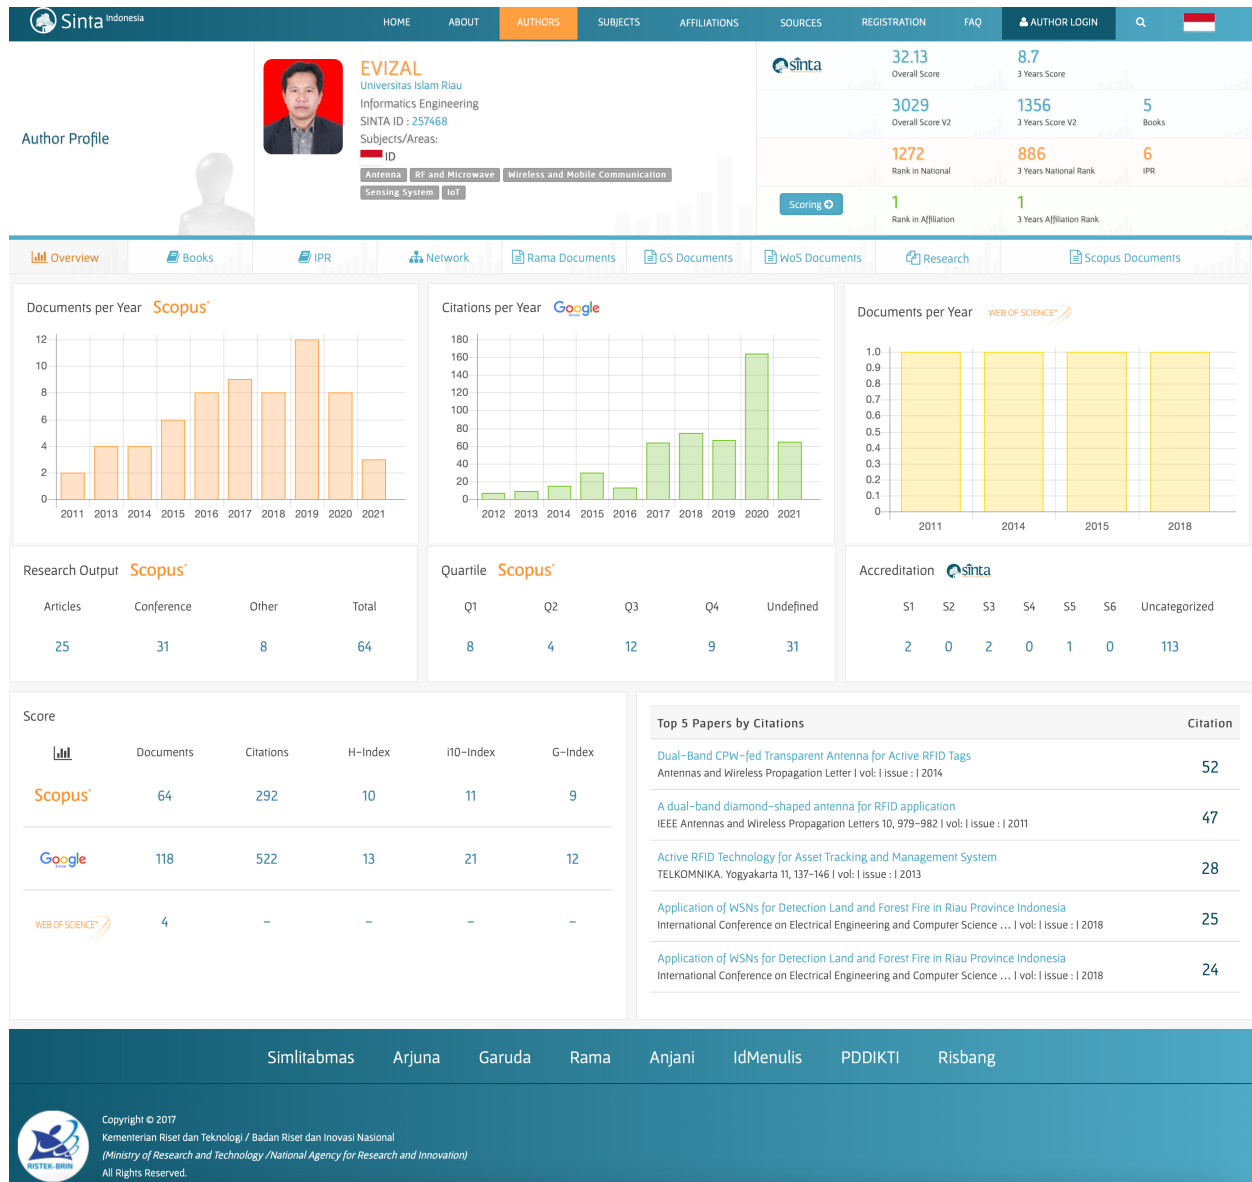 Sinta Indonesia
HOME ABOUT AUTHORS SUBJECTS AFFILIATIONS SOURCES REGISTRATION FAQ AUTHOR LOGIN
Author Profile
EVIZAL
Universitas Islam Riau
Informatics Engineering
SINTA ID : 257468
Subjects/Areas:
ID
Antenna RF and Microwave Wireless and Mobile Communication
Sensing System IoT
sinta
32.13 8.7
Overall Score 3 Years Score
3029 1356 5
Overall Score V2 3 Years Score V2 Books
1272 886 6
Rank in National 3 Years National Rank IPR
Scoring
1 1
Rank in Affiliation 3 Years Affiliation Rank
Overview Books IPR Network Rama Documents GS Documents WoS Documents Research Scopus Documents
Documents per Year Scopus
12
10
8
6
4
2
0
2011 2013 2014 2015 2016 2017 2018 2019 2020 2021
Citations per Year Google
180
160
140
120
100
80
60
40
20
0
2012 2013 2014 2015 2016 2017 2018 2019 2020 2021
Documents per Year WEB OF SCIENCE™
1.0
0.9
0.8
0.7
0.6
0.5
0.4
0.3
0.2
0.1
0
2011 2014 2015 2018
Research Output Scopus
Articles Conference Other Total
25 31 8 64
Quartile Scopus
Q1 Q2 Q3 Q4 Undefined
8 4 12 9 31
Accreditation sinta
S1 S2 S3 S4 S5 S6 Uncategorized
2 0 2 0 1 0 113
Score
Documents Citations H-Index i10-Index G-Index
Scopus 64 292 10 11 9
Google 118 522 13 21 12
WEB OF SCIENCE™ 4 - - - -
Top 5 Papers by Citations Citation
Dual-Band CPW-fed Transparent Antenna for Active RFID Tags
Antennas and Wireless Propagation Letter | vol: | issue : | 2014
52
A dual-band diamond-shaped antenna for RFID application
IEEE Antennas and Wireless Propagation Letters 10, 979-982 | vol: | issue : | 2011
47
Active RFID Technology for Asset Tracking and Management System
TELKOMNIKA. Yogyakarta 11, 137-146 | vol: | issue : | 2013
28
Application of WSNs for Detection Land and Forest Fire in Riau Province Indonesia
International Conference on Electrical Engineering and Computer Science ... | vol: | issue : | 2018
25
Application of WSNs for Detection Land and Forest Fire in Riau Province Indonesia
International Conference on Electrical Engineering and Computer Science ... | vol: | issue : | 2018
24
Simlitabmas Arjuna Garuda Rama Anjani IdMenulis PDDIKTI Risbang
RISTEK-BRIN
Copyright © 2017
Kementerian Riset dan Teknologi / Badan Riset dan Inovasi Nasional
(Ministry of Research and Technology /National Agency for Research and Innovation)
All Rights Reserved.